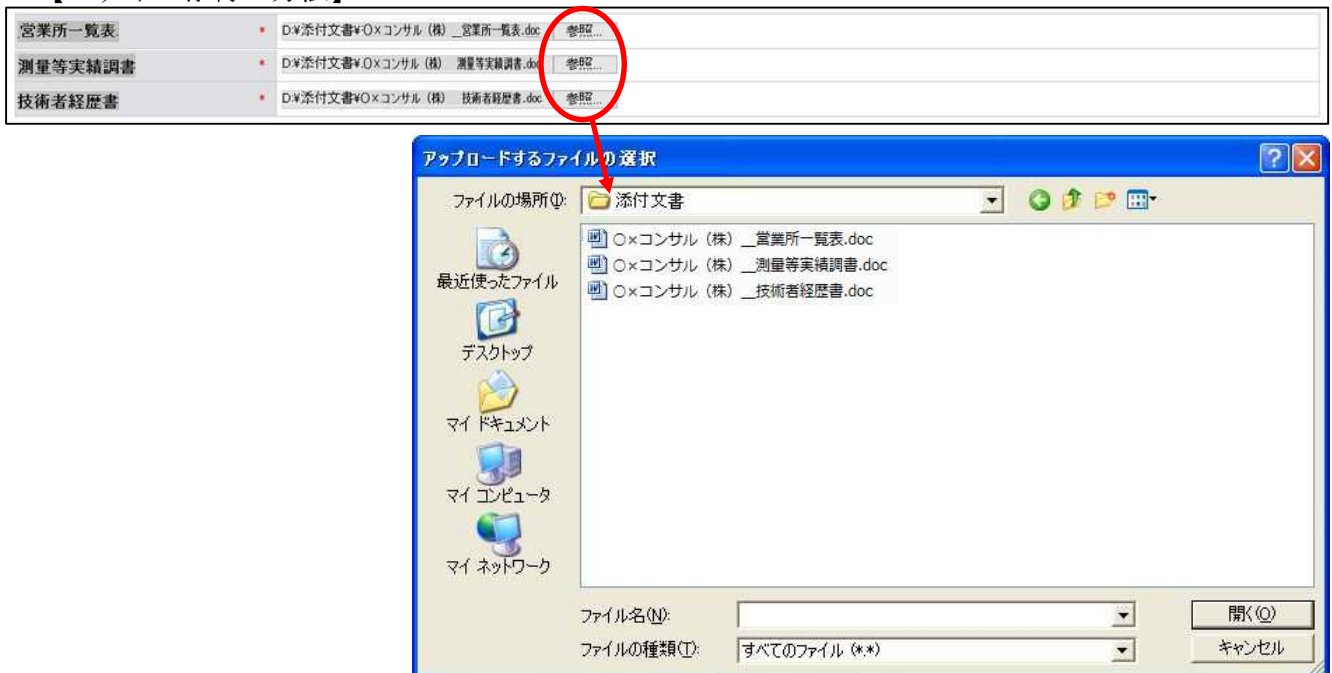 営業所一覧表 * D:¥添付文書¥○×コンサル（株）__営業所一覧表.doc 参照...
測量等実績調書 * D:¥添付文書¥○×コンサル（株） 測量等実績調書.doc 参照...
技術者経歴書 * D:¥添付文書¥○×コンサル（株） 技術者経歴書.doc 参照...
アップロードするファイルの選択
ファイルの場所(I): 添付文書
○×コンサル（株）__営業所一覧表.doc
○×コンサル（株）__測量等実績調書.doc
○×コンサル（株）__技術者経歴書.doc
最近使ったファイル
デスクトップ
マイ ドキュメント
マイ コンピュータ
マイ ネットワーク
ファイル名(N): 開く(O)
ファイルの種類(T): すべてのファイル (*.*) キャンセル